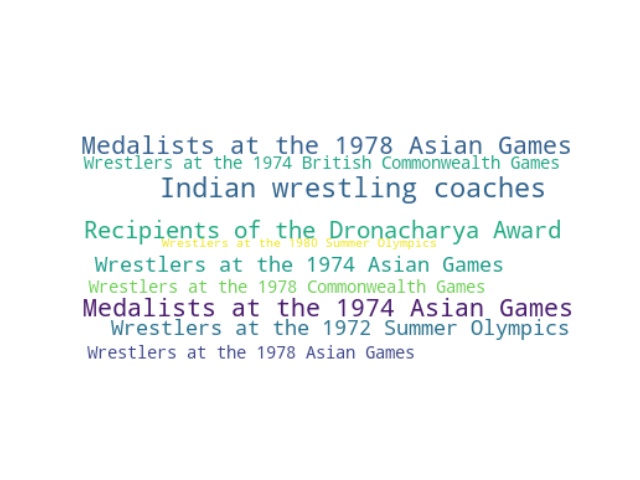 Medalists at the 1978 Asian Games
Wrestlers at the 1974 British Commonwealth Games
Indian wrestling coaches
Recipients of the Dronacharya Award
Wrestlers at the 1980 Summer Olympics
Wrestlers at the 1974 Asian Games
Wrestlers at the 1978 Commonwealth Games
Medalists at the 1974 Asian Games
Wrestlers at the 1972 Summer Olympics
Wrestlers at the 1978 Asian Games